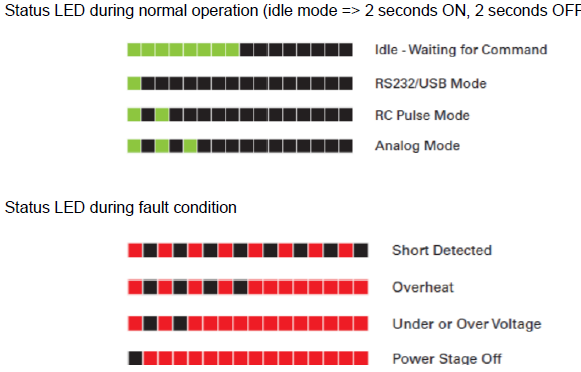 Status LED during normal operation (idle mode => 2 seconds ON, 2 seconds OFF
Idle - Waiting for Command
RS232/USB Mode
RC Pulse Mode
Analog Mode
Status LED during fault condition
Short Detected
Overheat
Under or Over Voltage
Power Stage Off